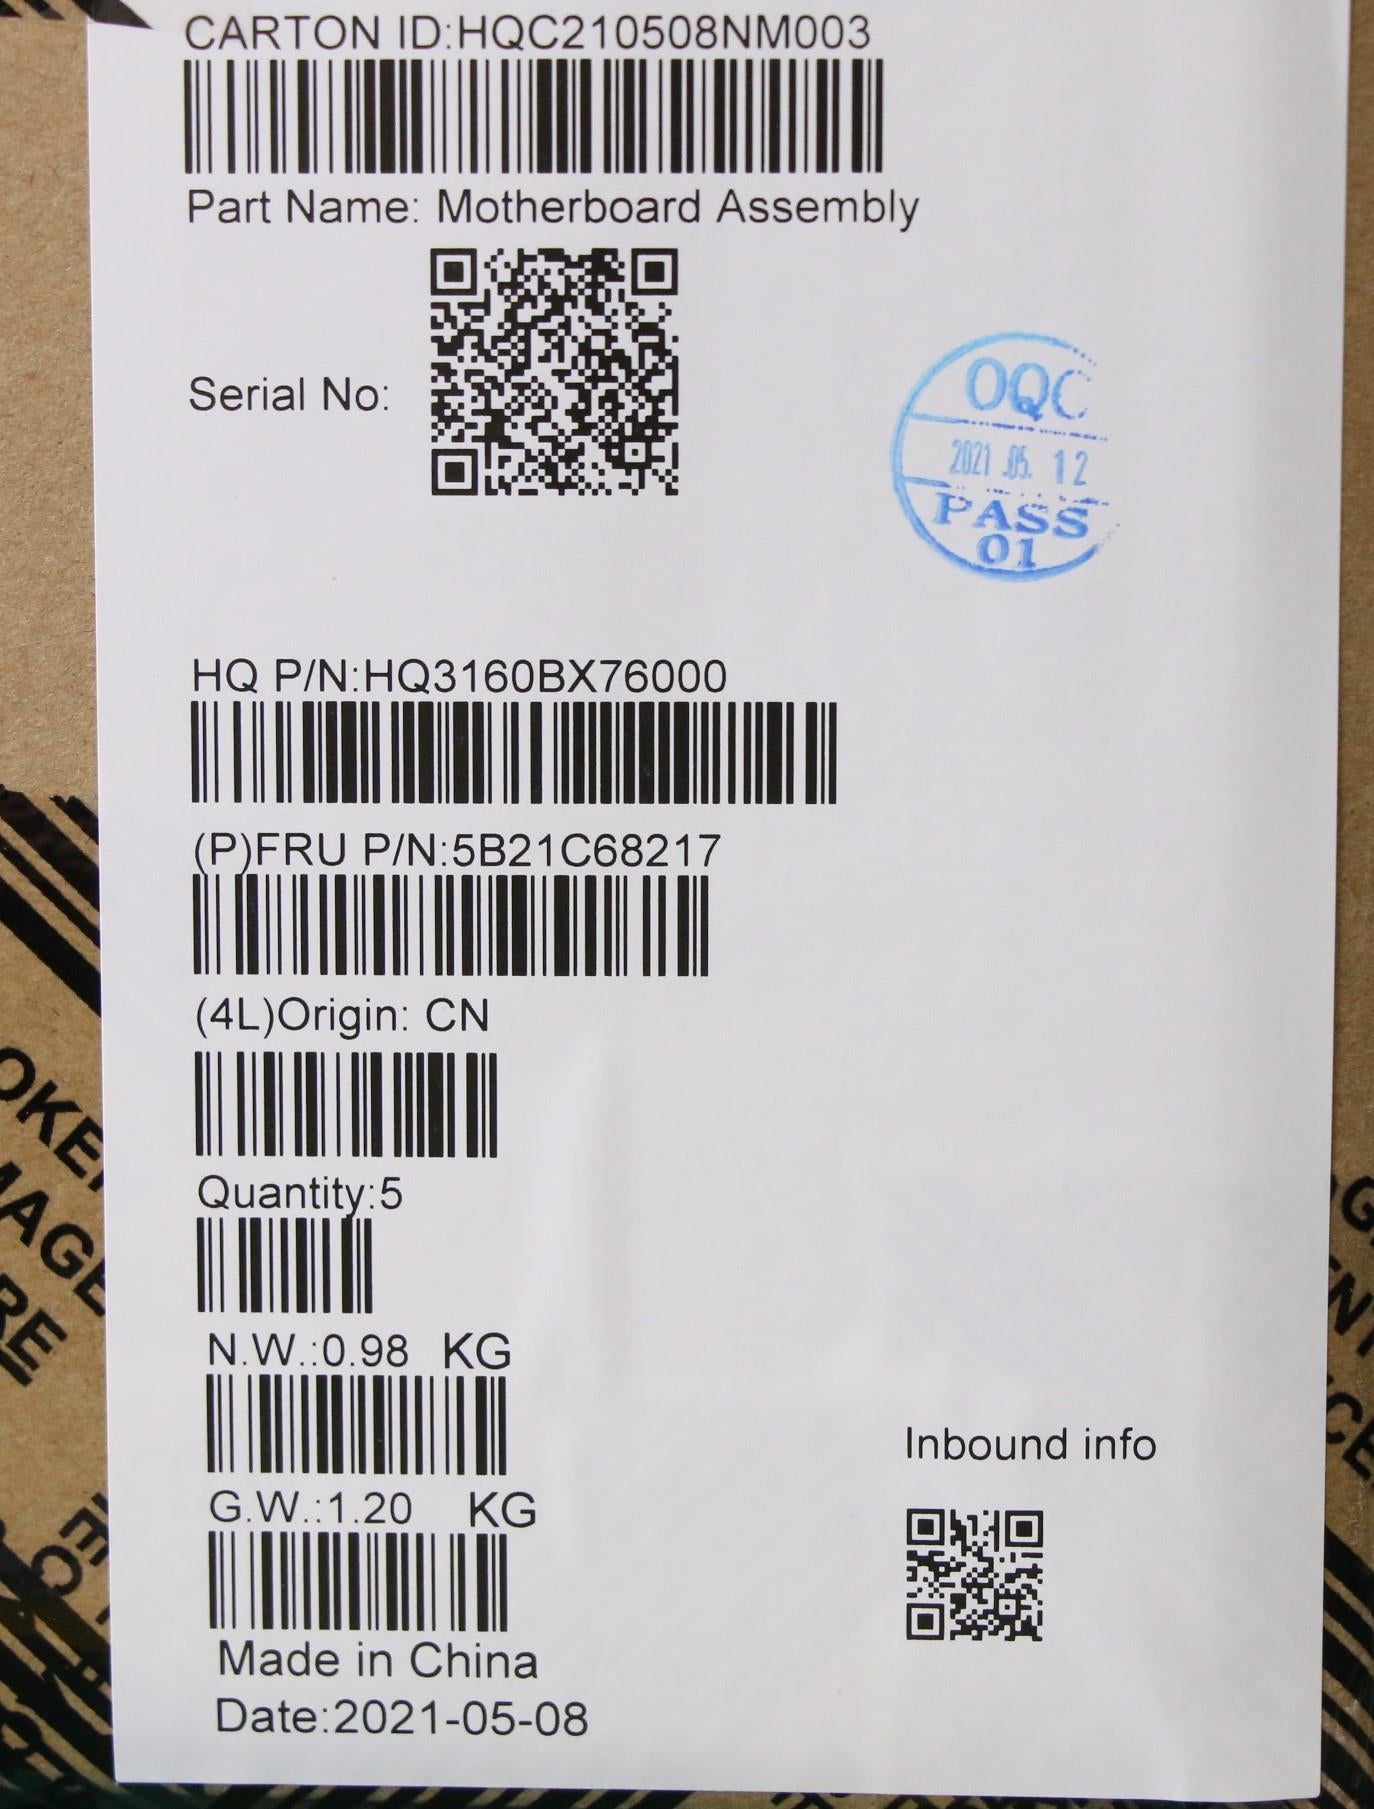 CARTON ID:HQC210508NM003
Part Name: Motherboard Assembly
Serial No:
OQC
2021 .05. 12
PASS
01
HQ P/N:HQ3160BX76000
(P)FRU P/N:5B21C68217
(4L)Origin: CN
Quantity:5
N.W.:0.98 KG
G.W.:1.20 KG
Inbound info
Made in China
Date:2021-05-08